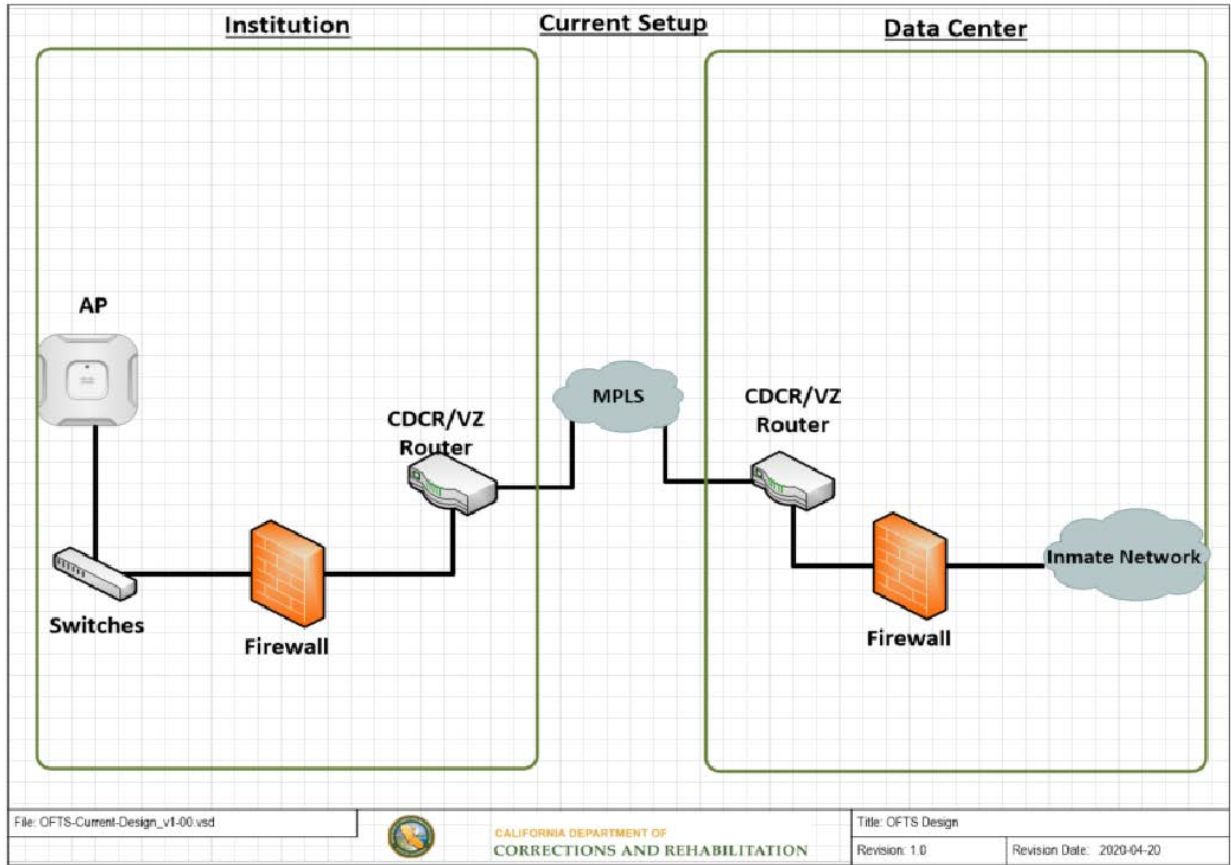 Institution
Current Setup
Data Center
AP
CDCR/VZ
Router
MPLS
CDCR/VZ
Router
Inmate Network
Switches
Firewall
Firewall
File: OFTS-Current-Design_v1-00.vsd
CALIFORNIA DEPARTMENT OF
CORRECTIONS AND REHABILITATION
Title: OFTS Design
Revision: 1.0
Revision Date: 2020-04-20